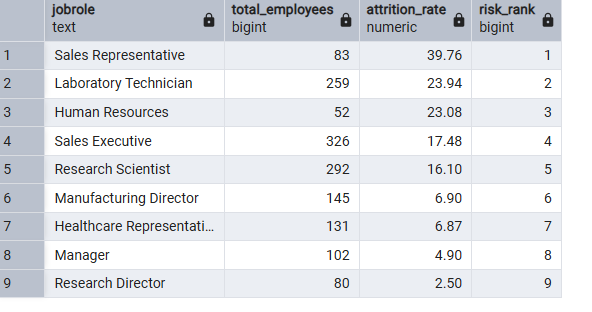 jobrole total_employees attrition_rate risk_rank
text bigint numeric bigint
1 Sales Representative 83 39.76 1
2 Laboratory Technician 259 23.94 2
3 Human Resources 52 23.08 3
4 Sales Executive 326 17.48 4
5 Research Scientist 292 16.10 5
6 Manufacturing Director 145 6.90 6
7 Healthcare Representati... 131 6.87 7
8 Manager 102 4.90 8
9 Research Director 80 2.50 9